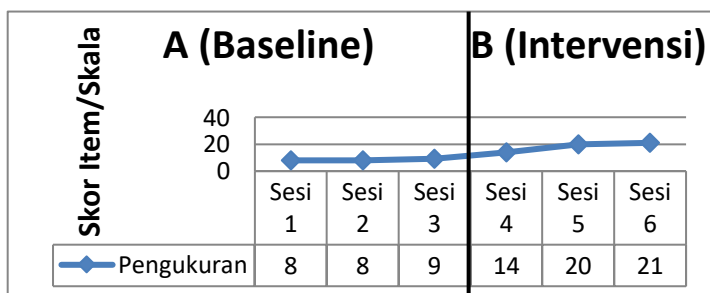 A (Baseline) B (Intervensi)
Skor Item/Skala
40
20
0
Sesi 1 Sesi 2 Sesi 3 Sesi 4 Sesi 5 Sesi 6
Pengukuran 8 8 9 14 20 21